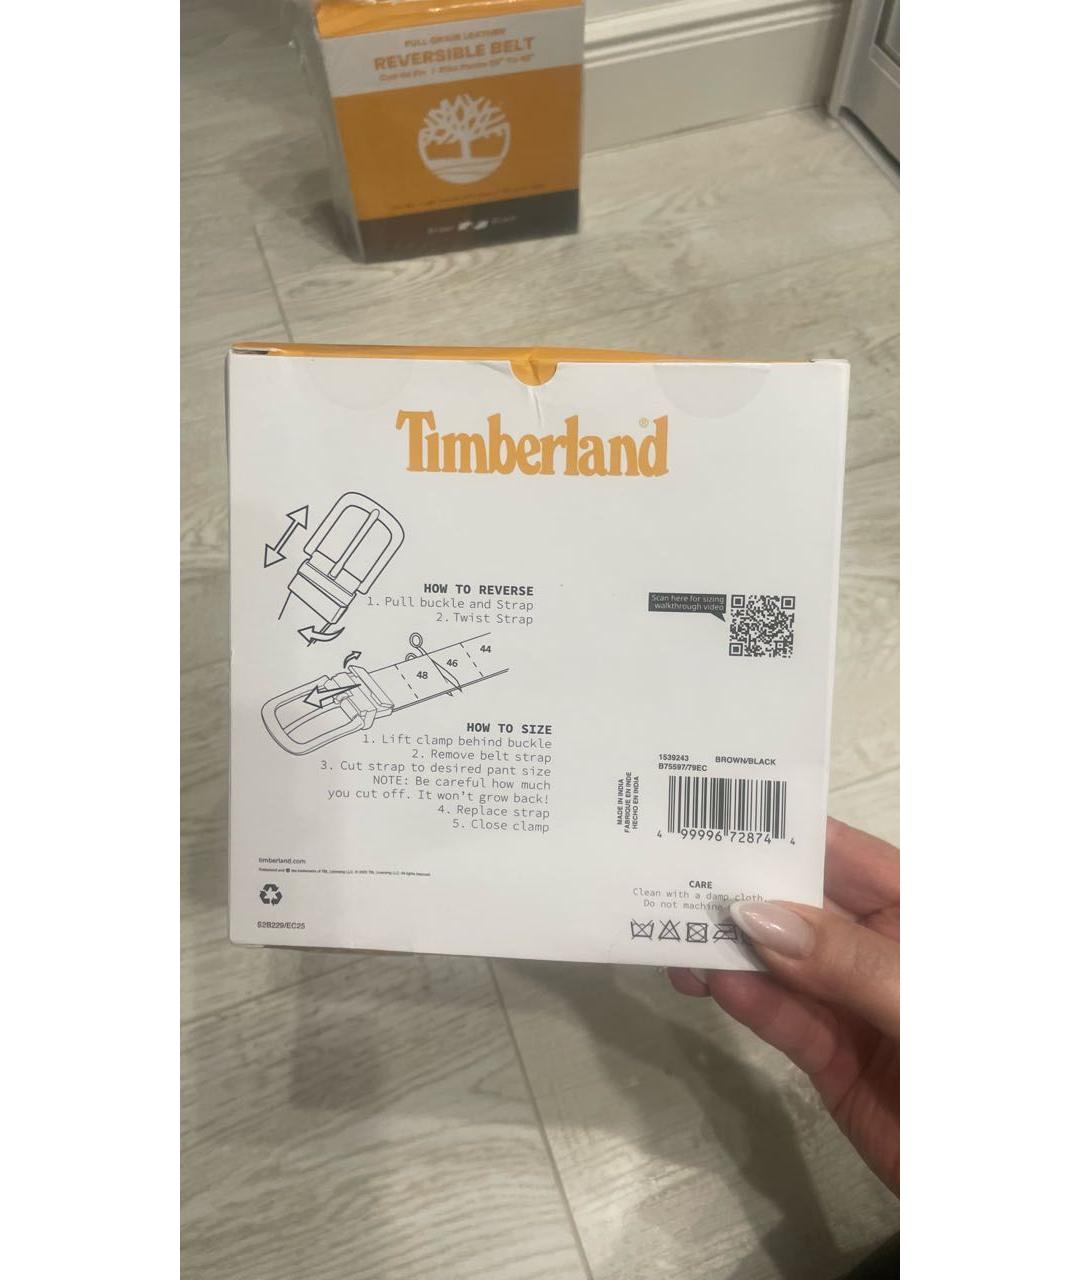 FULL GRAIN LEATHER
REVERSIBLE BELT
Timberland®
HOW TO REVERSE
1. Pull buckle and Strap
2. Twist Strap
Scan here for sizing
walkthrough video
44
46
48
HOW TO SIZE
1. Lift clamp behind buckle
2. Remove belt strap
3. Cut strap to desired pant size
NOTE: Be careful how much
you cut off. It won't grow back!
4. Replace strap
5. Close clamp
1539243 BROWN/BLACK
B75597/79EC
MADE IN INDIA
FABRIQUE EN INDE
HECHO EN INDIA
4 99996 72874 4
timberland.com
CARE
Clean with a damp cloth.
Do not machine
S2B229/EC25